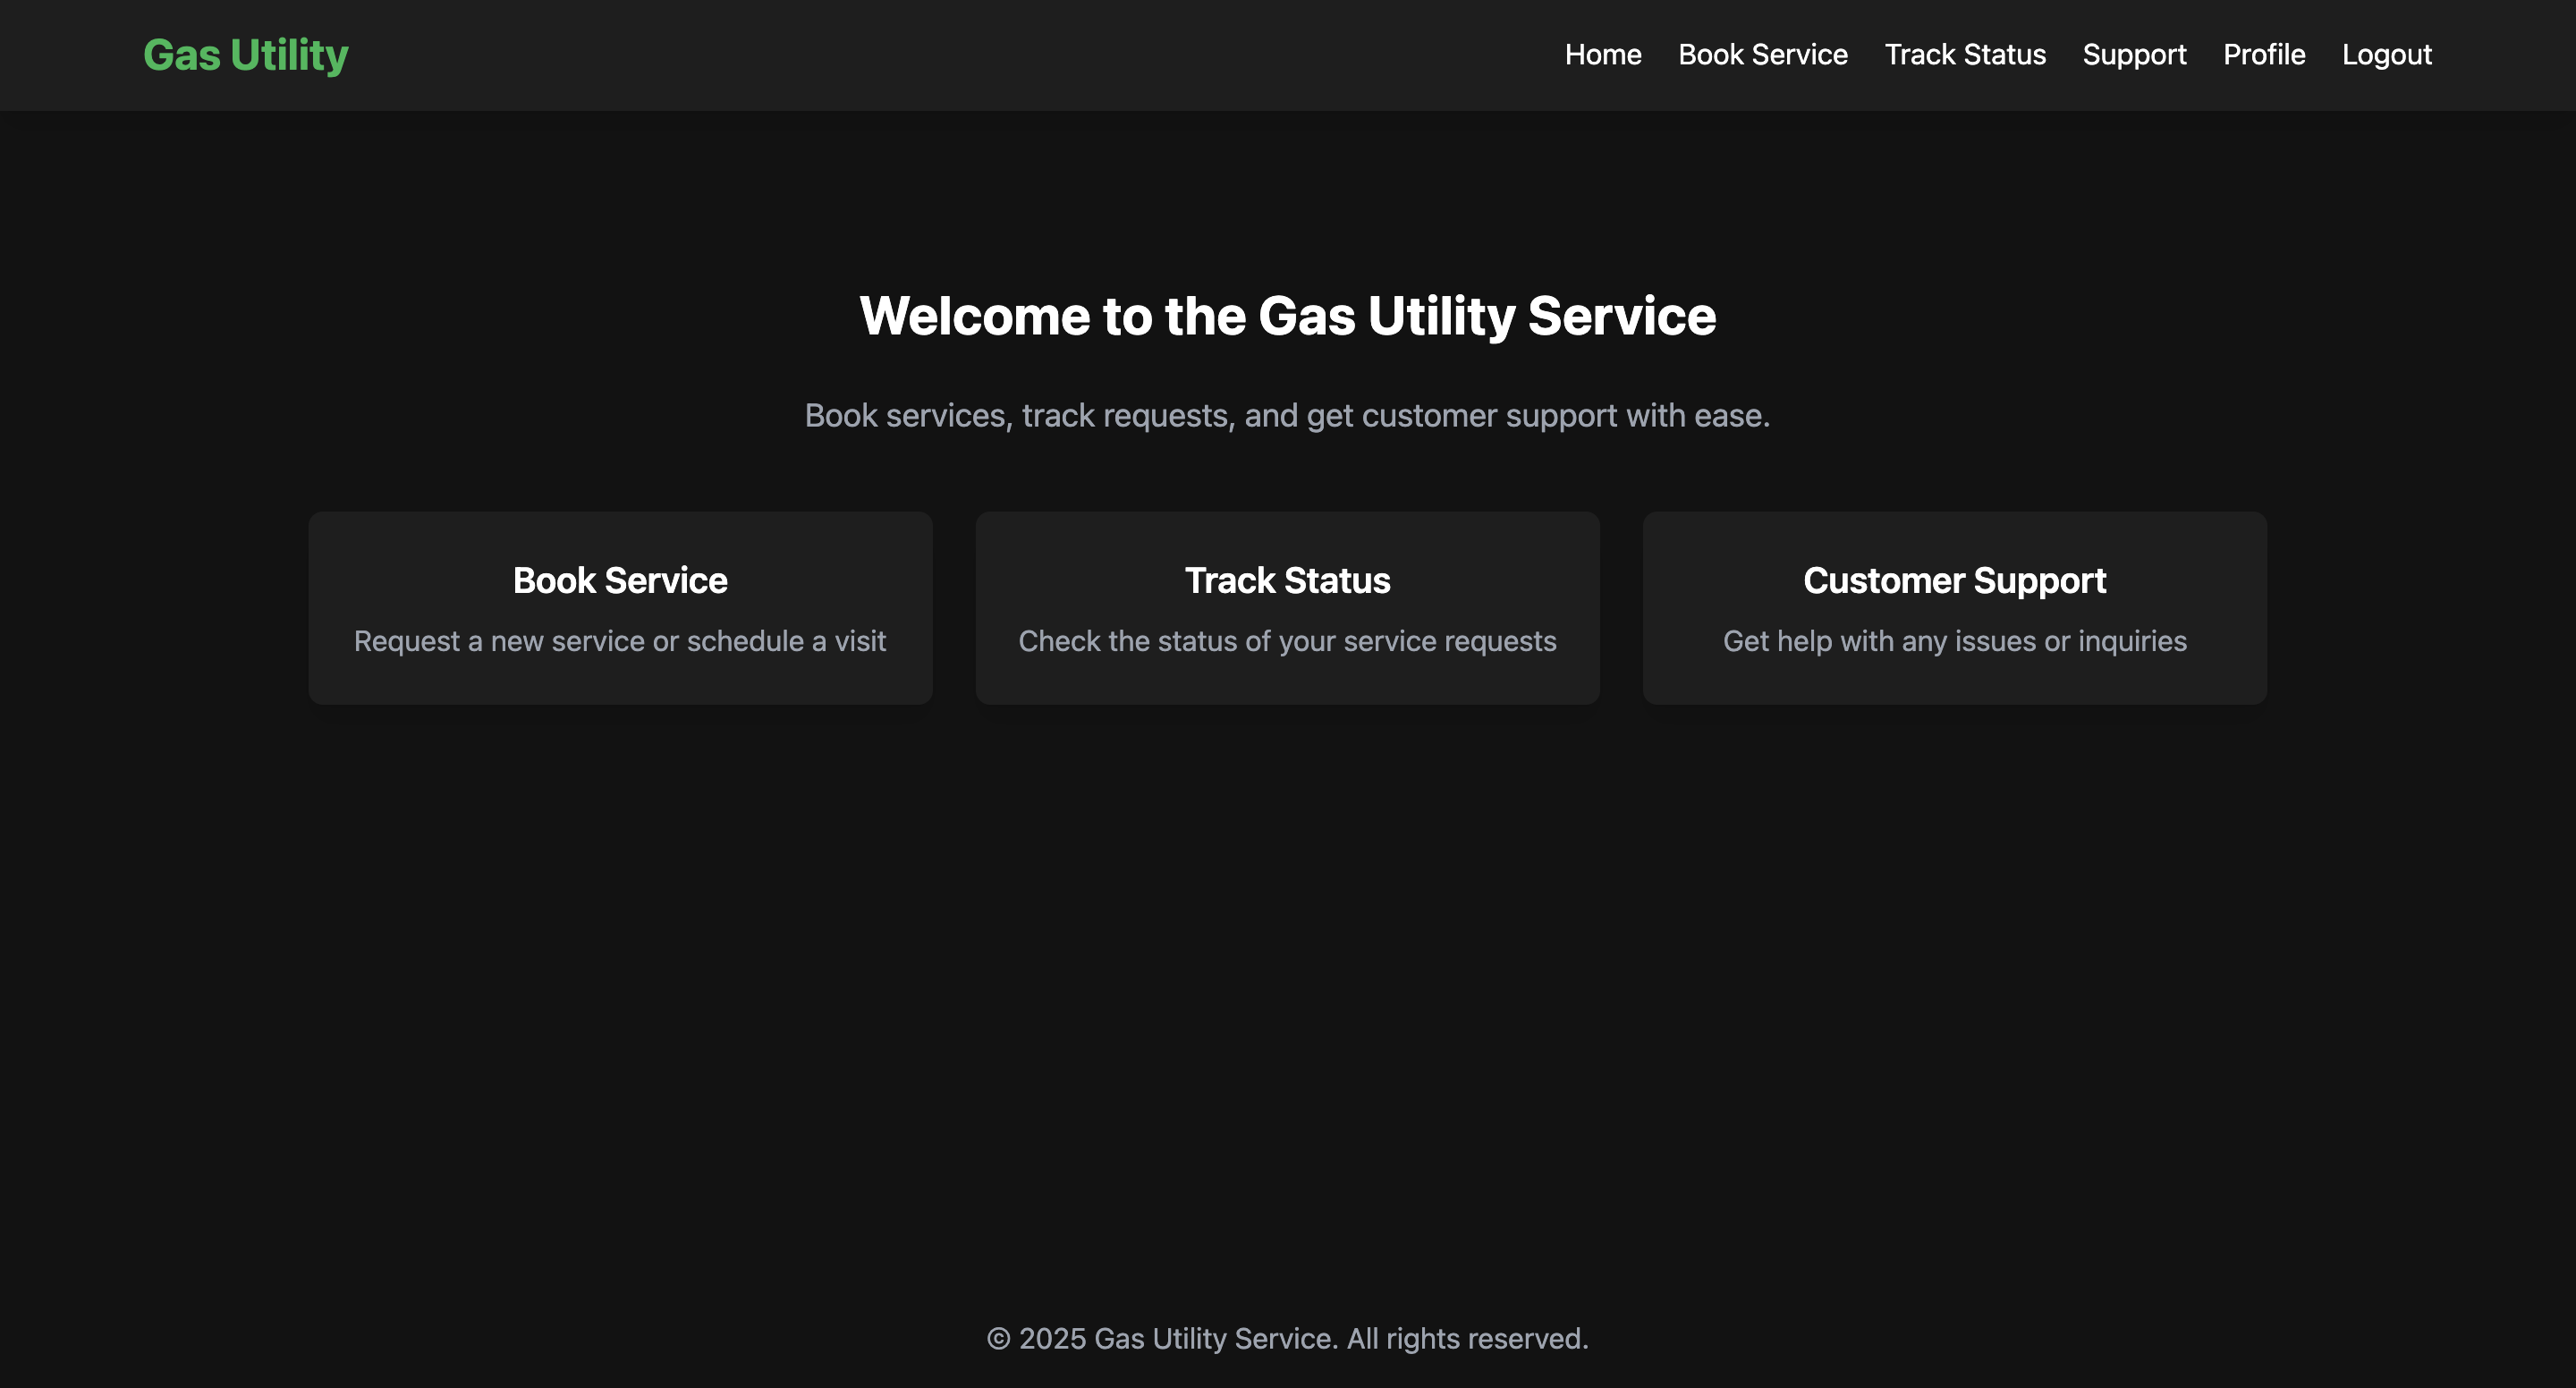 Gas Utility
Home Book Service Track Status Support Profile Logout
Welcome to the Gas Utility Service
Book services, track requests, and get customer support with ease.
Book Service
Request a new service or schedule a visit
Track Status
Check the status of your service requests
Customer Support
Get help with any issues or inquiries
© 2025 Gas Utility Service. All rights reserved.